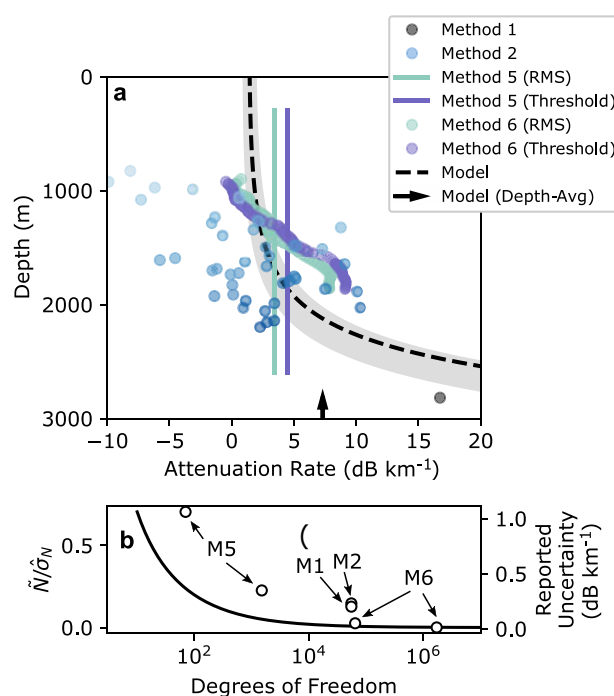 Method 1
Method 2
Method 5 (RMS)
Method 5 (Threshold)
Method 6 (RMS)
Method 6 (Threshold)
Model
Model (Depth-Avg)
a
0
1000
2000
3000
Depth (m)
−10 −5 0 5 10 15 20
Attenuation Rate (dB km⁻¹)
b
0.5
0.0
Ñ/σ̂_N
M5
(
M1
M2
M6
1.0
0.5
0.0
Reported
Uncertainty
(dB km⁻¹)
10² 10⁴ 10⁶
Degrees of Freedom